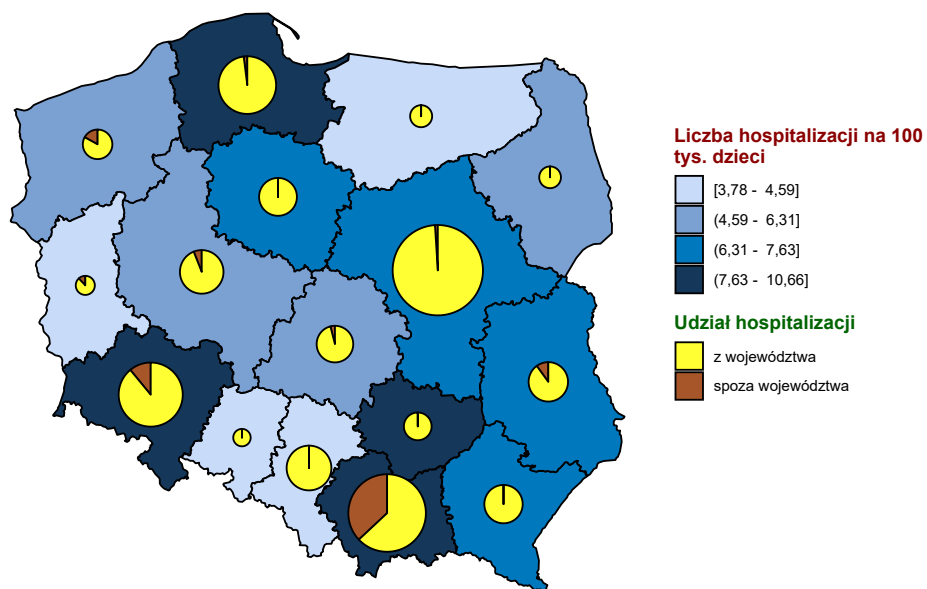 Liczba hospitalizacji na 100
tys. dzieci
[3,78 - 4,59]
(4,59 - 6,31]
(6,31 - 7,63]
(7,63 - 10,66]
Udział hospitalizacji
z województwa
spoza województwa